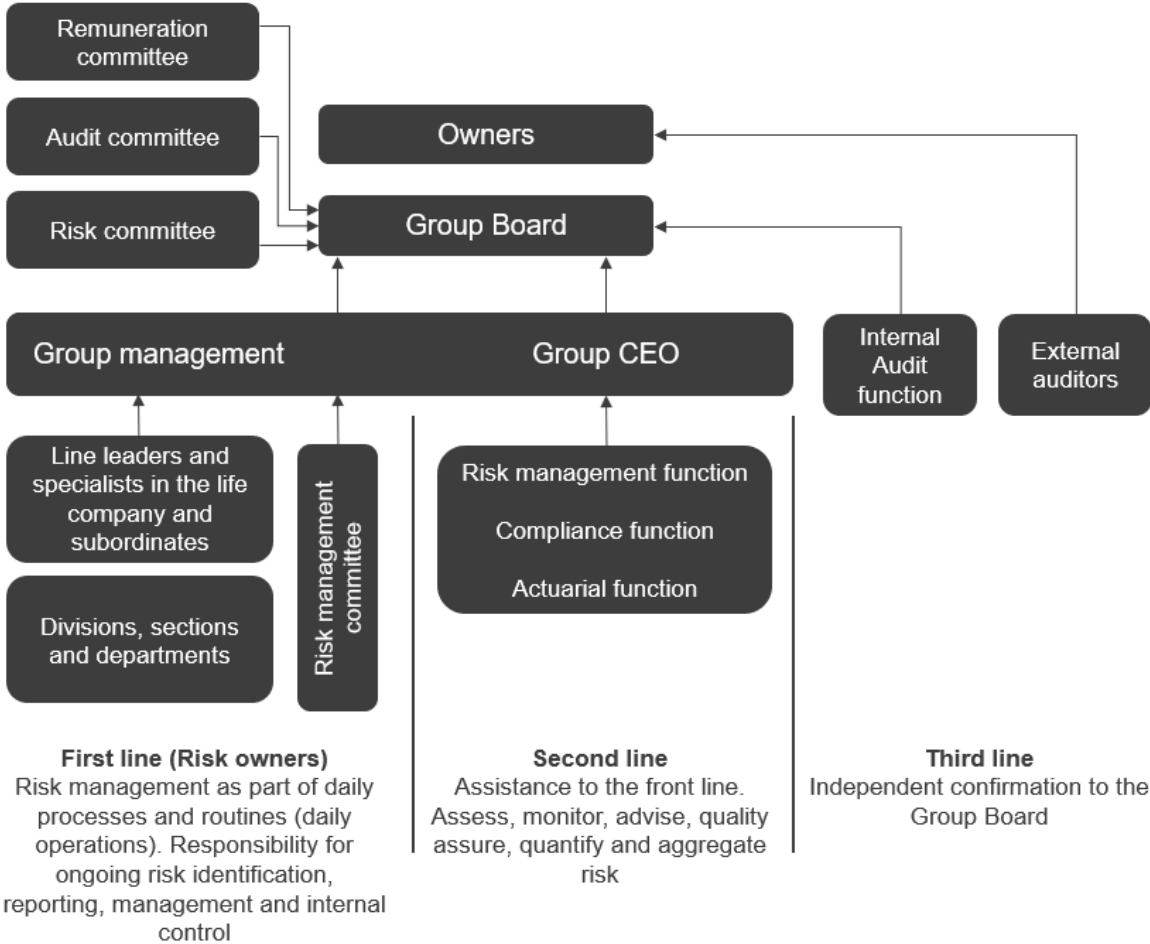 Remuneration
committee
Audit committee
Owners
Risk committee
Group Board
Group management
Group CEO
Internal
Audit
function
External
auditors
Line leaders and
specialists in the life
company and
subordinates
Divisions, sections
and departments
Risk management
committee
Risk management function
Compliance function
Actuarial function
First line (Risk owners)
Risk management as part of daily
processes and routines (daily
operations). Responsibility for
ongoing risk identification,
reporting, management and internal
control
Second line
Assistance to the front line.
Assess, monitor, advise, quality
assure, quantify and aggregate
risk
Third line
Independent confirmation to the
Group Board